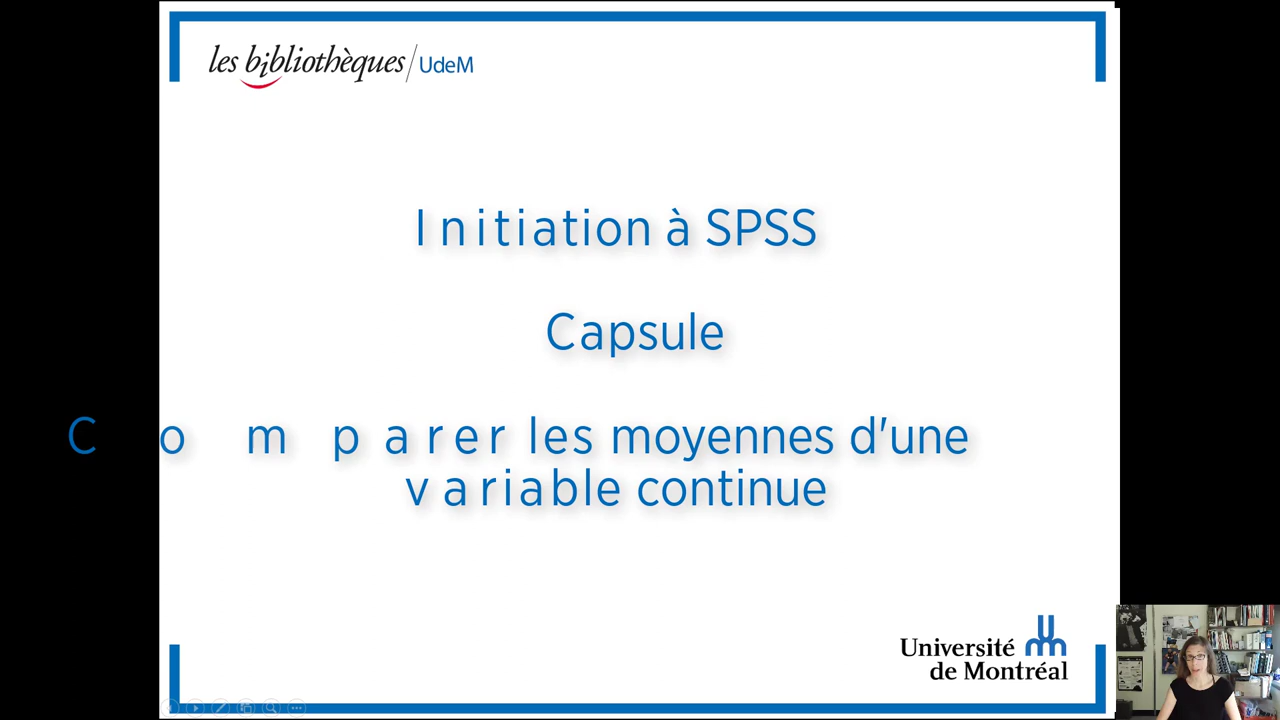 les bibliothèques/UdeM
Initiation à SPSS
Capsule
Comparer les moyennes d'une
variable continue
Université
de Montréal